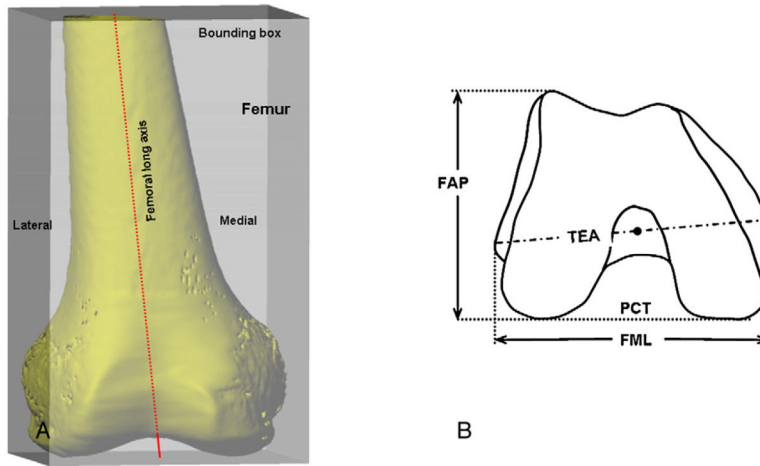 Bounding box
Femur
Femoral long axis
Lateral
Medial
A
FAP
TEA
PCT
FML
B